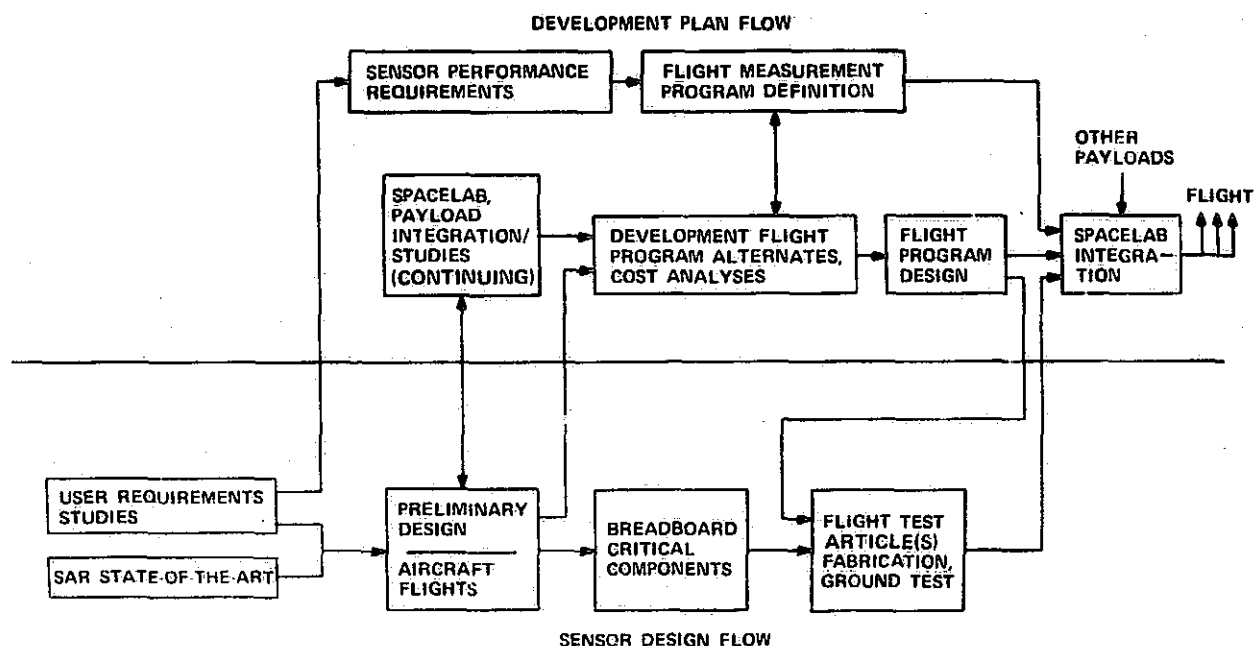 DEVELOPMENT PLAN FLOW
SENSOR PERFORMANCE
REQUIREMENTS
FLIGHT MEASUREMENT
PROGRAM DEFINITION
OTHER
PAYLOADS
FLIGHT
SPACELAB,
PAYLOAD
INTEGRATION/
STUDIES
(CONTINUING)
DEVELOPMENT FLIGHT
PROGRAM ALTERNATES,
COST ANALYSES
FLIGHT
PROGRAM
DESIGN
SPACELAB
INTEGRA-
TION
USER REQUIREMENTS
STUDIES
SAR STATE-OF-THE-ART
PRELIMINARY
DESIGN
AIRCRAFT
FLIGHTS
BREADBOARD
CRITICAL
COMPONENTS
FLIGHT TEST
ARTICLE(S)
FABRICATION,
GROUND TEST
SENSOR DESIGN FLOW